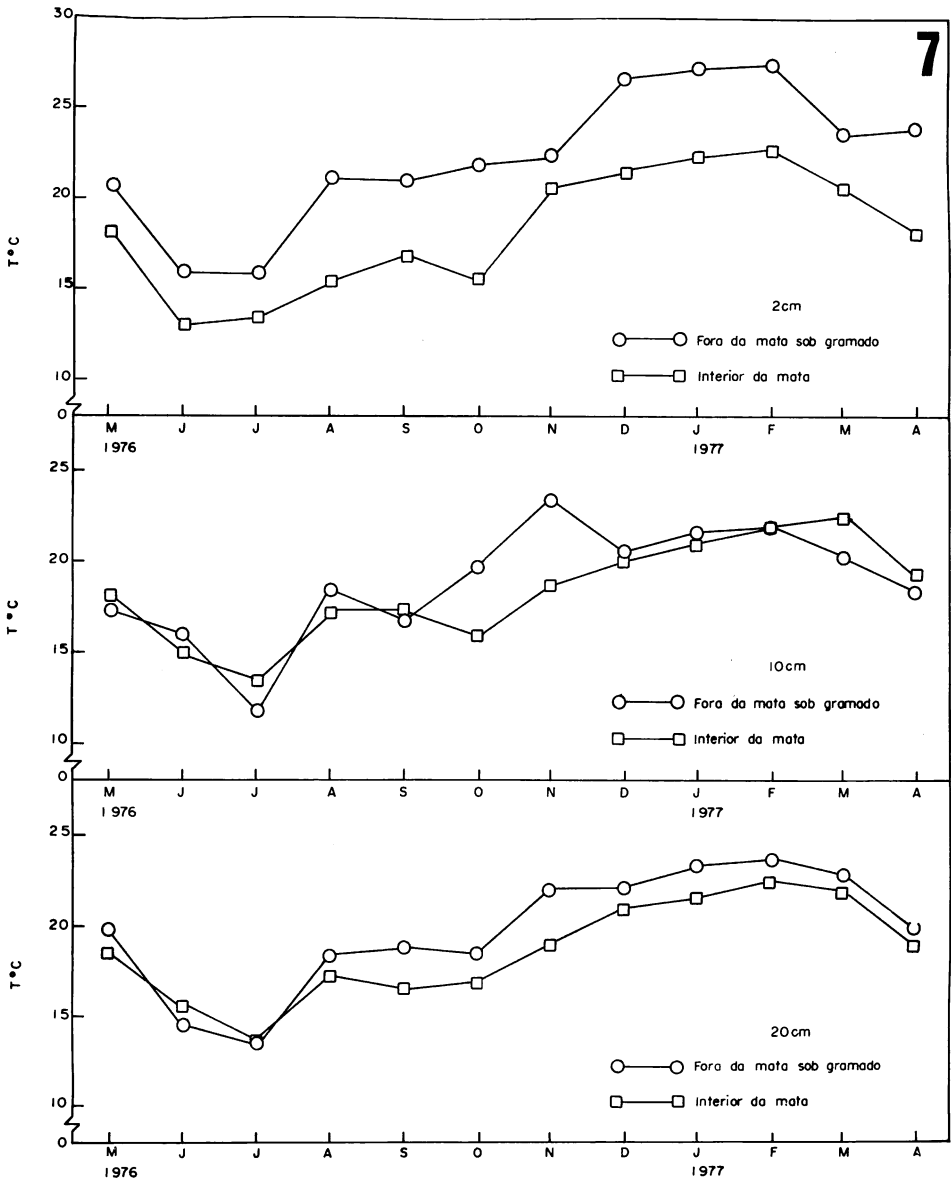 7
30
25
20
15
10
0
T°C
2cm
Fora da mata sob gramado
Interior da mata
M J J A S O N D J F M A
1976 1977
25
20
15
10
0
T°C
10cm
Fora da mata sob gramado
Interior da mata
M J J A S O N D J F M A
1976 1977
25
20
15
10
0
T°C
20cm
Fora da mata sob gramado
Interior da mata
M J J A S O N D J F M A
1976 1977